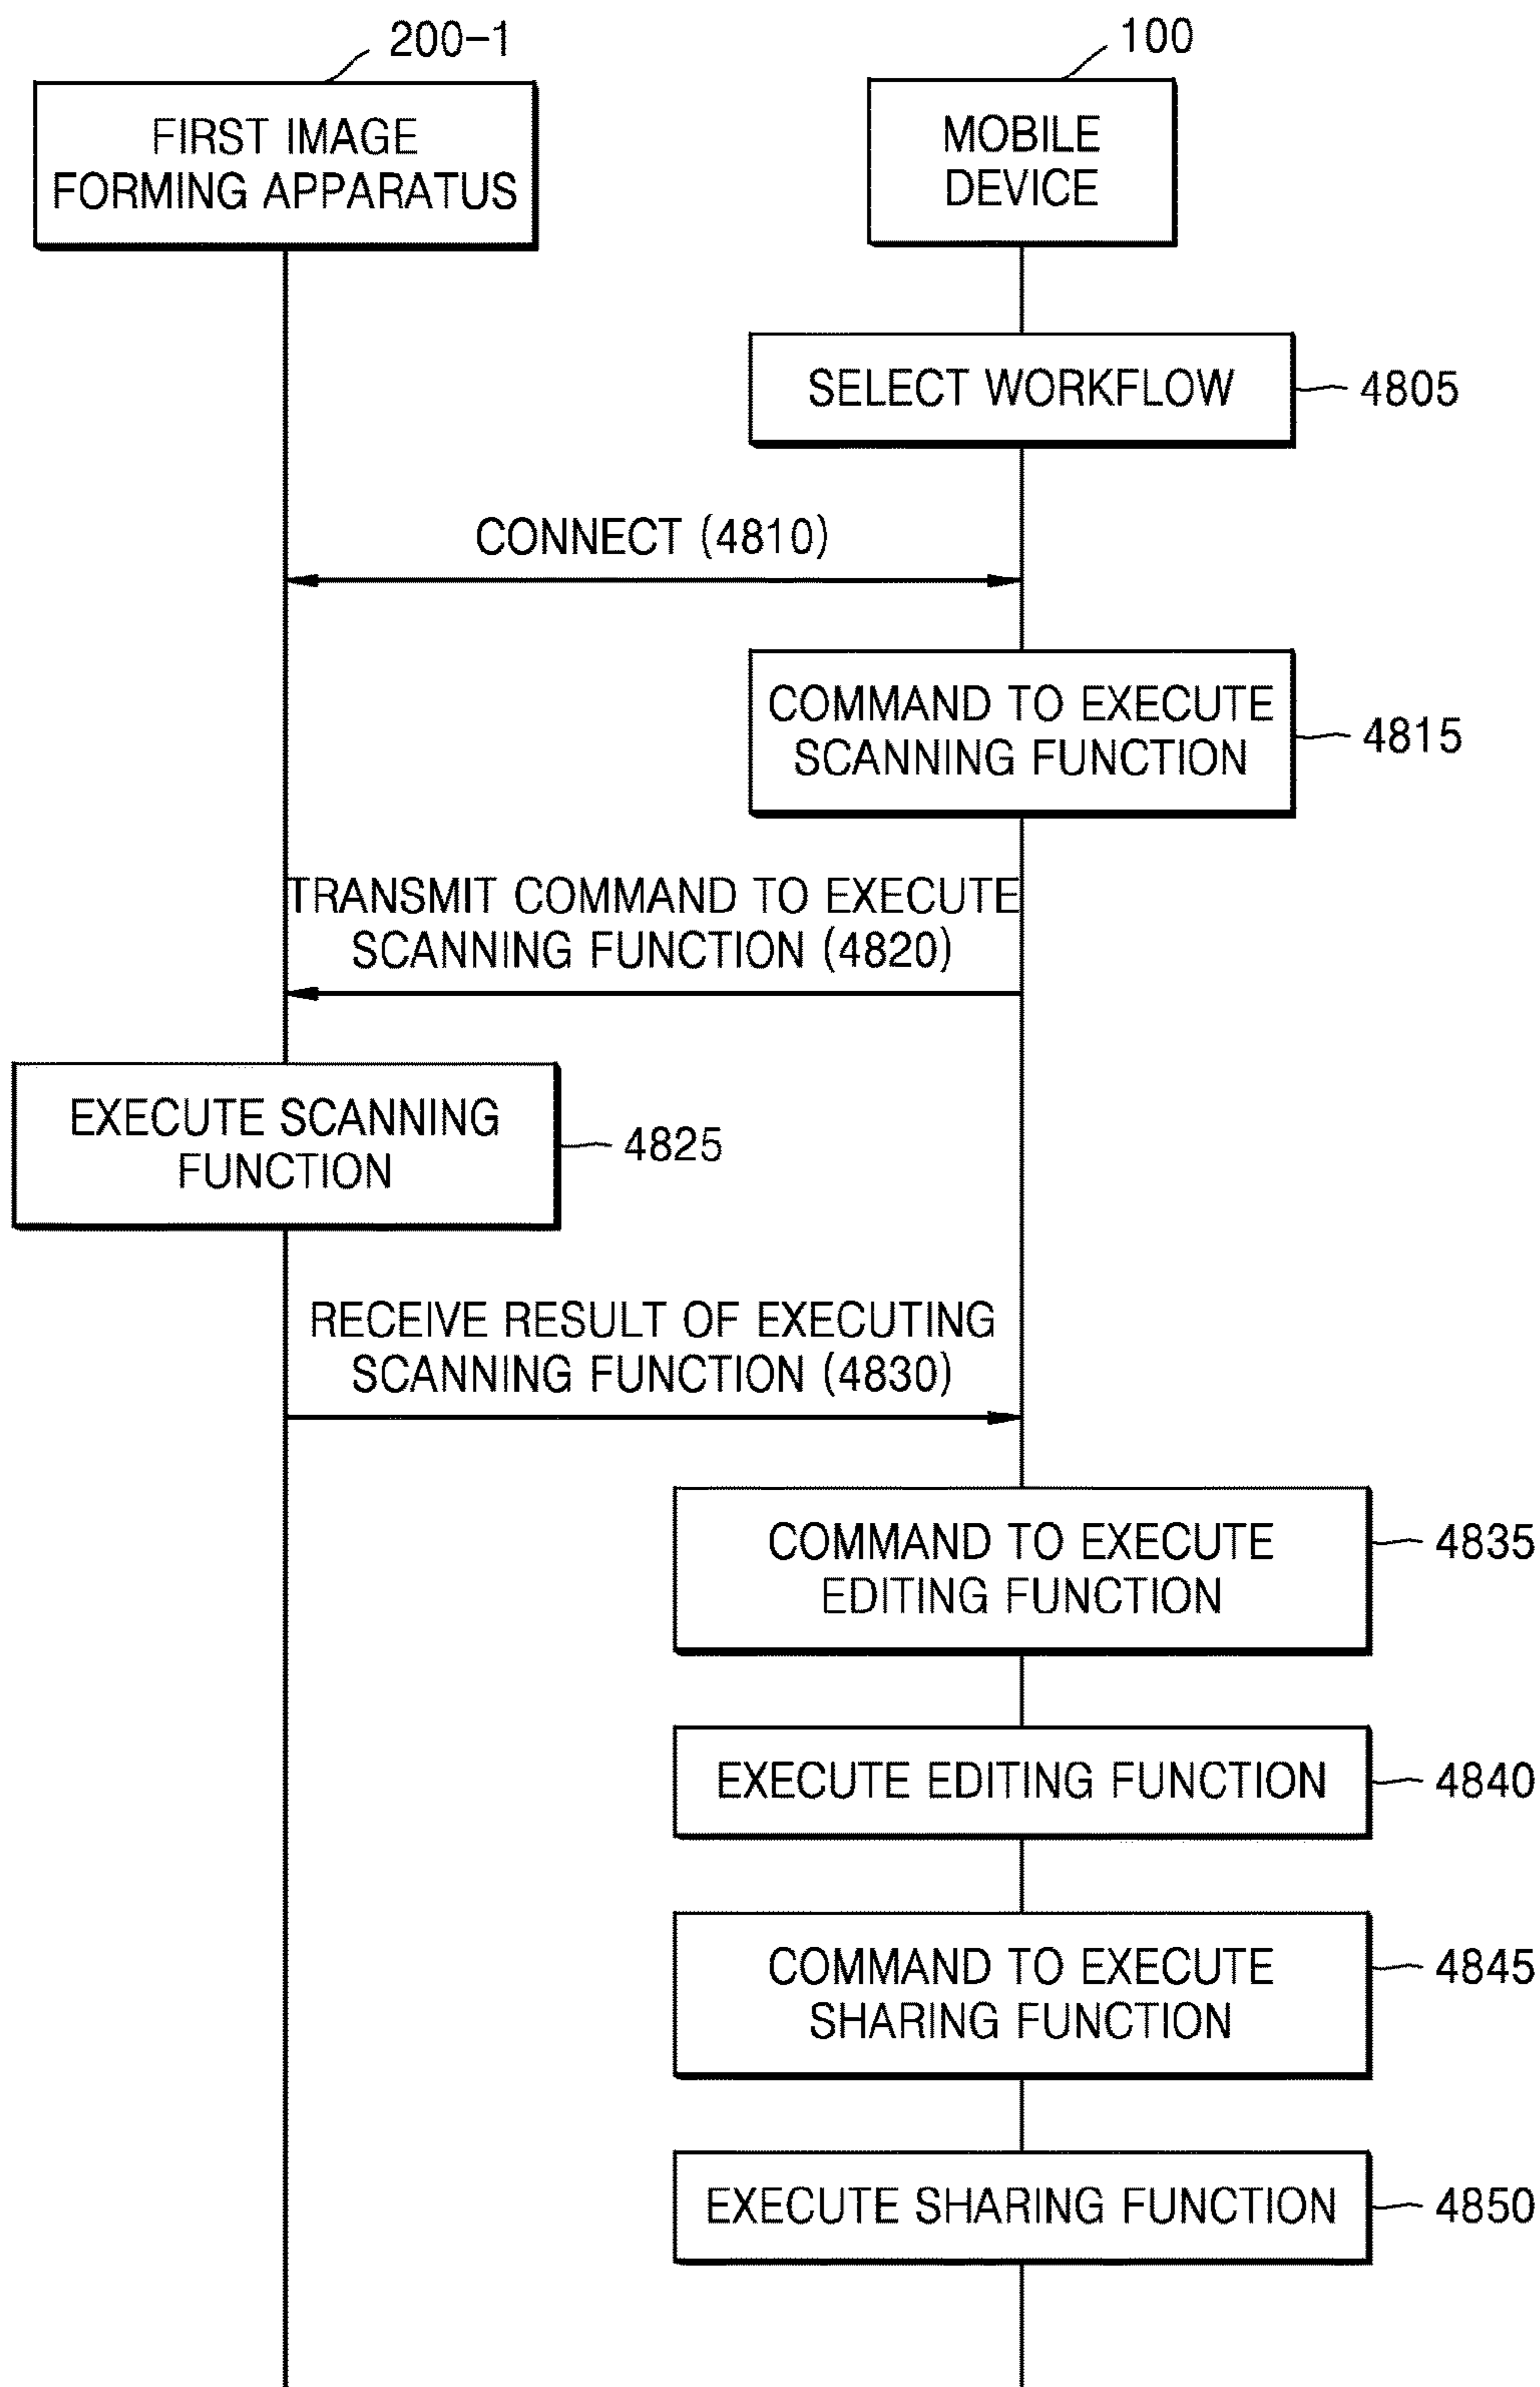 200-1
100
FIRST IMAGE
FORMING APPARATUS
MOBILE
DEVICE
SELECT WORKFLOW
4805
CONNECT (4810)
COMMAND TO EXECUTE
SCANNING FUNCTION
4815
TRANSMIT COMMAND TO EXECUTE
SCANNING FUNCTION (4820)
EXECUTE SCANNING
FUNCTION
4825
RECEIVE RESULT OF EXECUTING
SCANNING FUNCTION (4830)
COMMAND TO EXECUTE
EDITING FUNCTION
4835
EXECUTE EDITING FUNCTION
4840
COMMAND TO EXECUTE
SHARING FUNCTION
4845
EXECUTE SHARING FUNCTION
4850